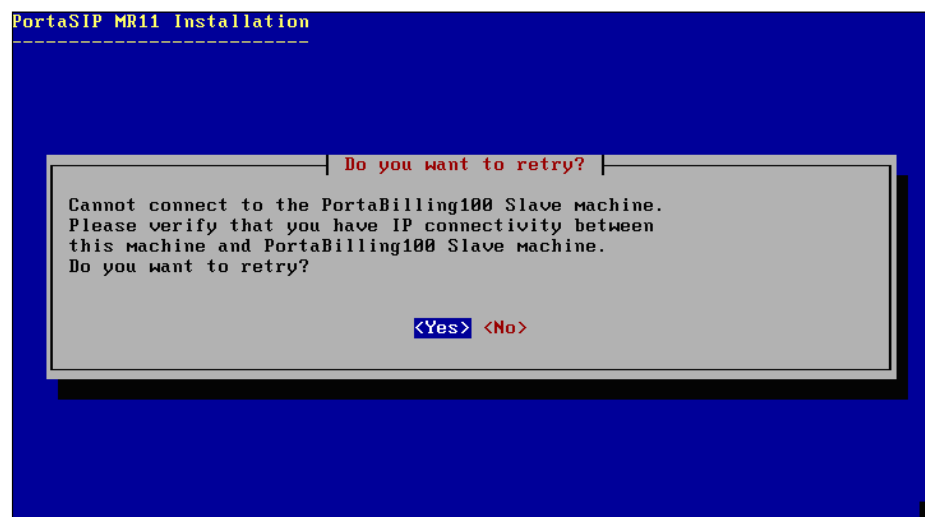 PortaSIP MR11 Installation
--------------------------
Do you want to retry?
Cannot connect to the PortaBilling100 Slave machine.
Please verify that you have IP connectivity between
this machine and PortaBilling100 Slave machine.
Do you want to retry?
<Yes> <No>